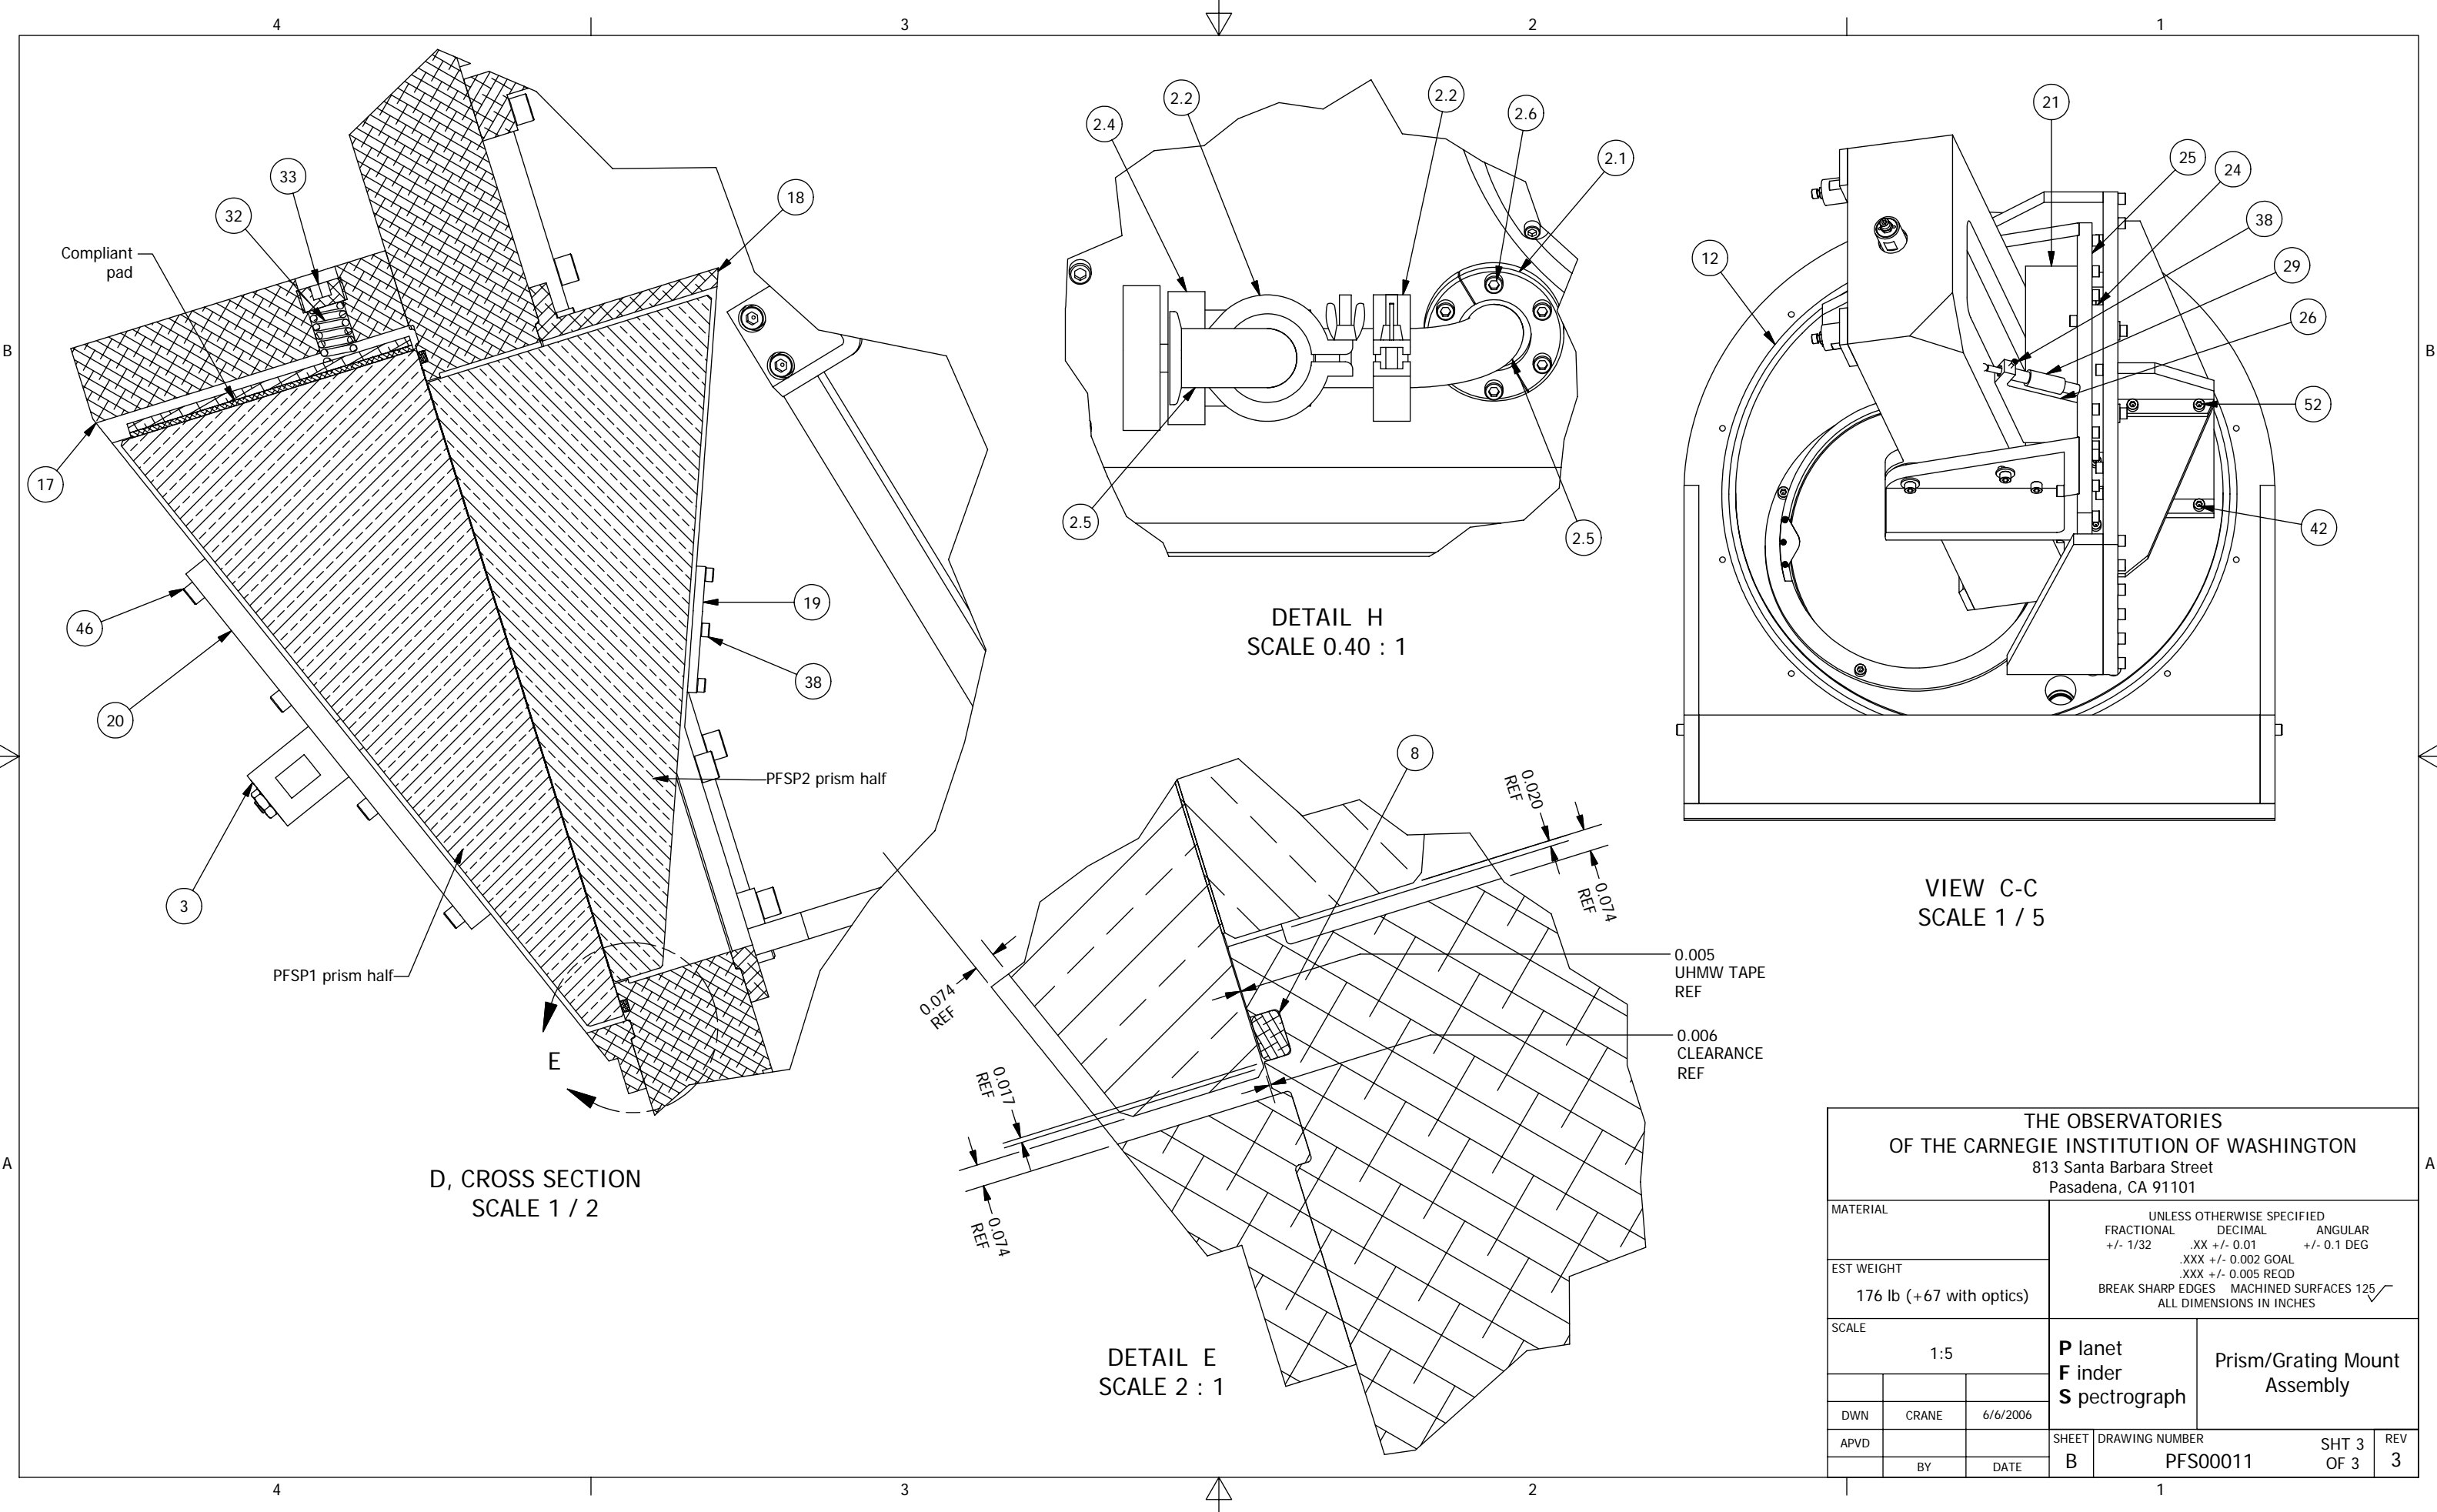 4
3
2
1
B
B
A
A
33
32
Compliant
pad
18
17
46
20
3
19
38
PFSP2 prism half
PFSP1 prism half
E
D, CROSS SECTION
SCALE 1 / 2
2.4
2.2
2.2
2.6
2.1
2.5
2.5
DETAIL H
SCALE 0.40 : 1
21
25
24
38
29
26
12
52
42
VIEW C-C
SCALE 1 / 5
8
0.020
REF
0.074
REF
0.005
UHMW TAPE
REF
0.006
CLEARANCE
REF
0.074
REF
0.017
REF
0.074
REF
DETAIL E
SCALE 2 : 1
THE OBSERVATORIES
OF THE CARNEGIE INSTITUTION OF WASHINGTON
813 Santa Barbara Street
Pasadena, CA 91101
MATERIAL
UNLESS OTHERWISE SPECIFIED
FRACTIONAL DECIMAL ANGULAR
+/- 1/32 .XX +/- 0.01 +/- 0.1 DEG
.XXX +/- 0.002 GOAL
.XXX +/- 0.005 REQD
BREAK SHARP EDGES MACHINED SURFACES 125
ALL DIMENSIONS IN INCHES
EST WEIGHT
176 lb (+67 with optics)
SCALE
1:5
P lanet
F inder
S pectrograph
Prism/Grating Mount
Assembly
DWN CRANE 6/6/2006
APVD
BY DATE
SHEET
B
DRAWING NUMBER
PFS00011
SHT 3
OF 3
REV
3
4
3
2
1